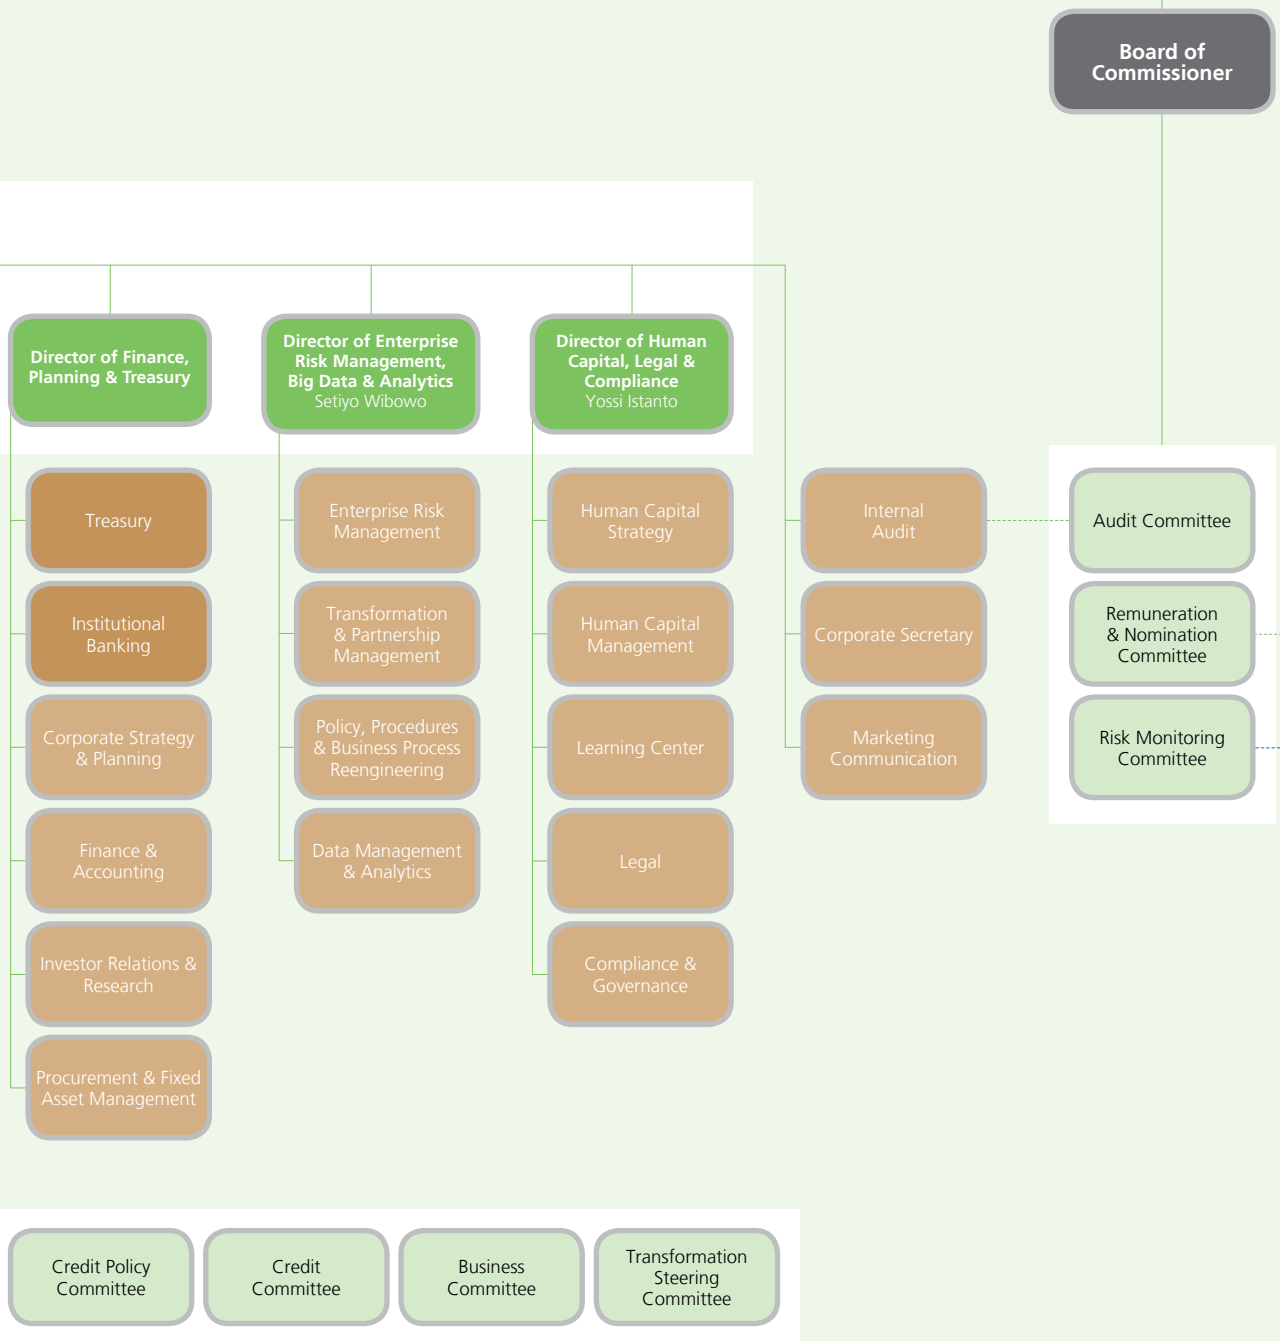 Board of
Commissioner
Director of Finance,
Planning & Treasury
Director of Enterprise
Risk Management,
Big Data & Analytics
Setiyo Wibowo
Director of Human
Capital, Legal &
Compliance
Yossi Istanto
Treasury
Institutional
Banking
Corporate Strategy
& Planning
Finance &
Accounting
Investor Relations &
Research
Procurement & Fixed
Asset Management
Enterprise Risk
Management
Transformation
& Partnership
Management
Policy, Procedures
& Business Process
Reengineering
Data Management
& Analytics
Human Capital
Strategy
Human Capital
Management
Learning Center
Legal
Compliance &
Governance
Internal
Audit
Corporate Secretary
Marketing
Communication
Audit Committee
Remuneration
& Nomination
Committee
Risk Monitoring
Committee
Credit Policy
Committee
Credit
Committee
Business
Committee
Transformation
Steering
Committee